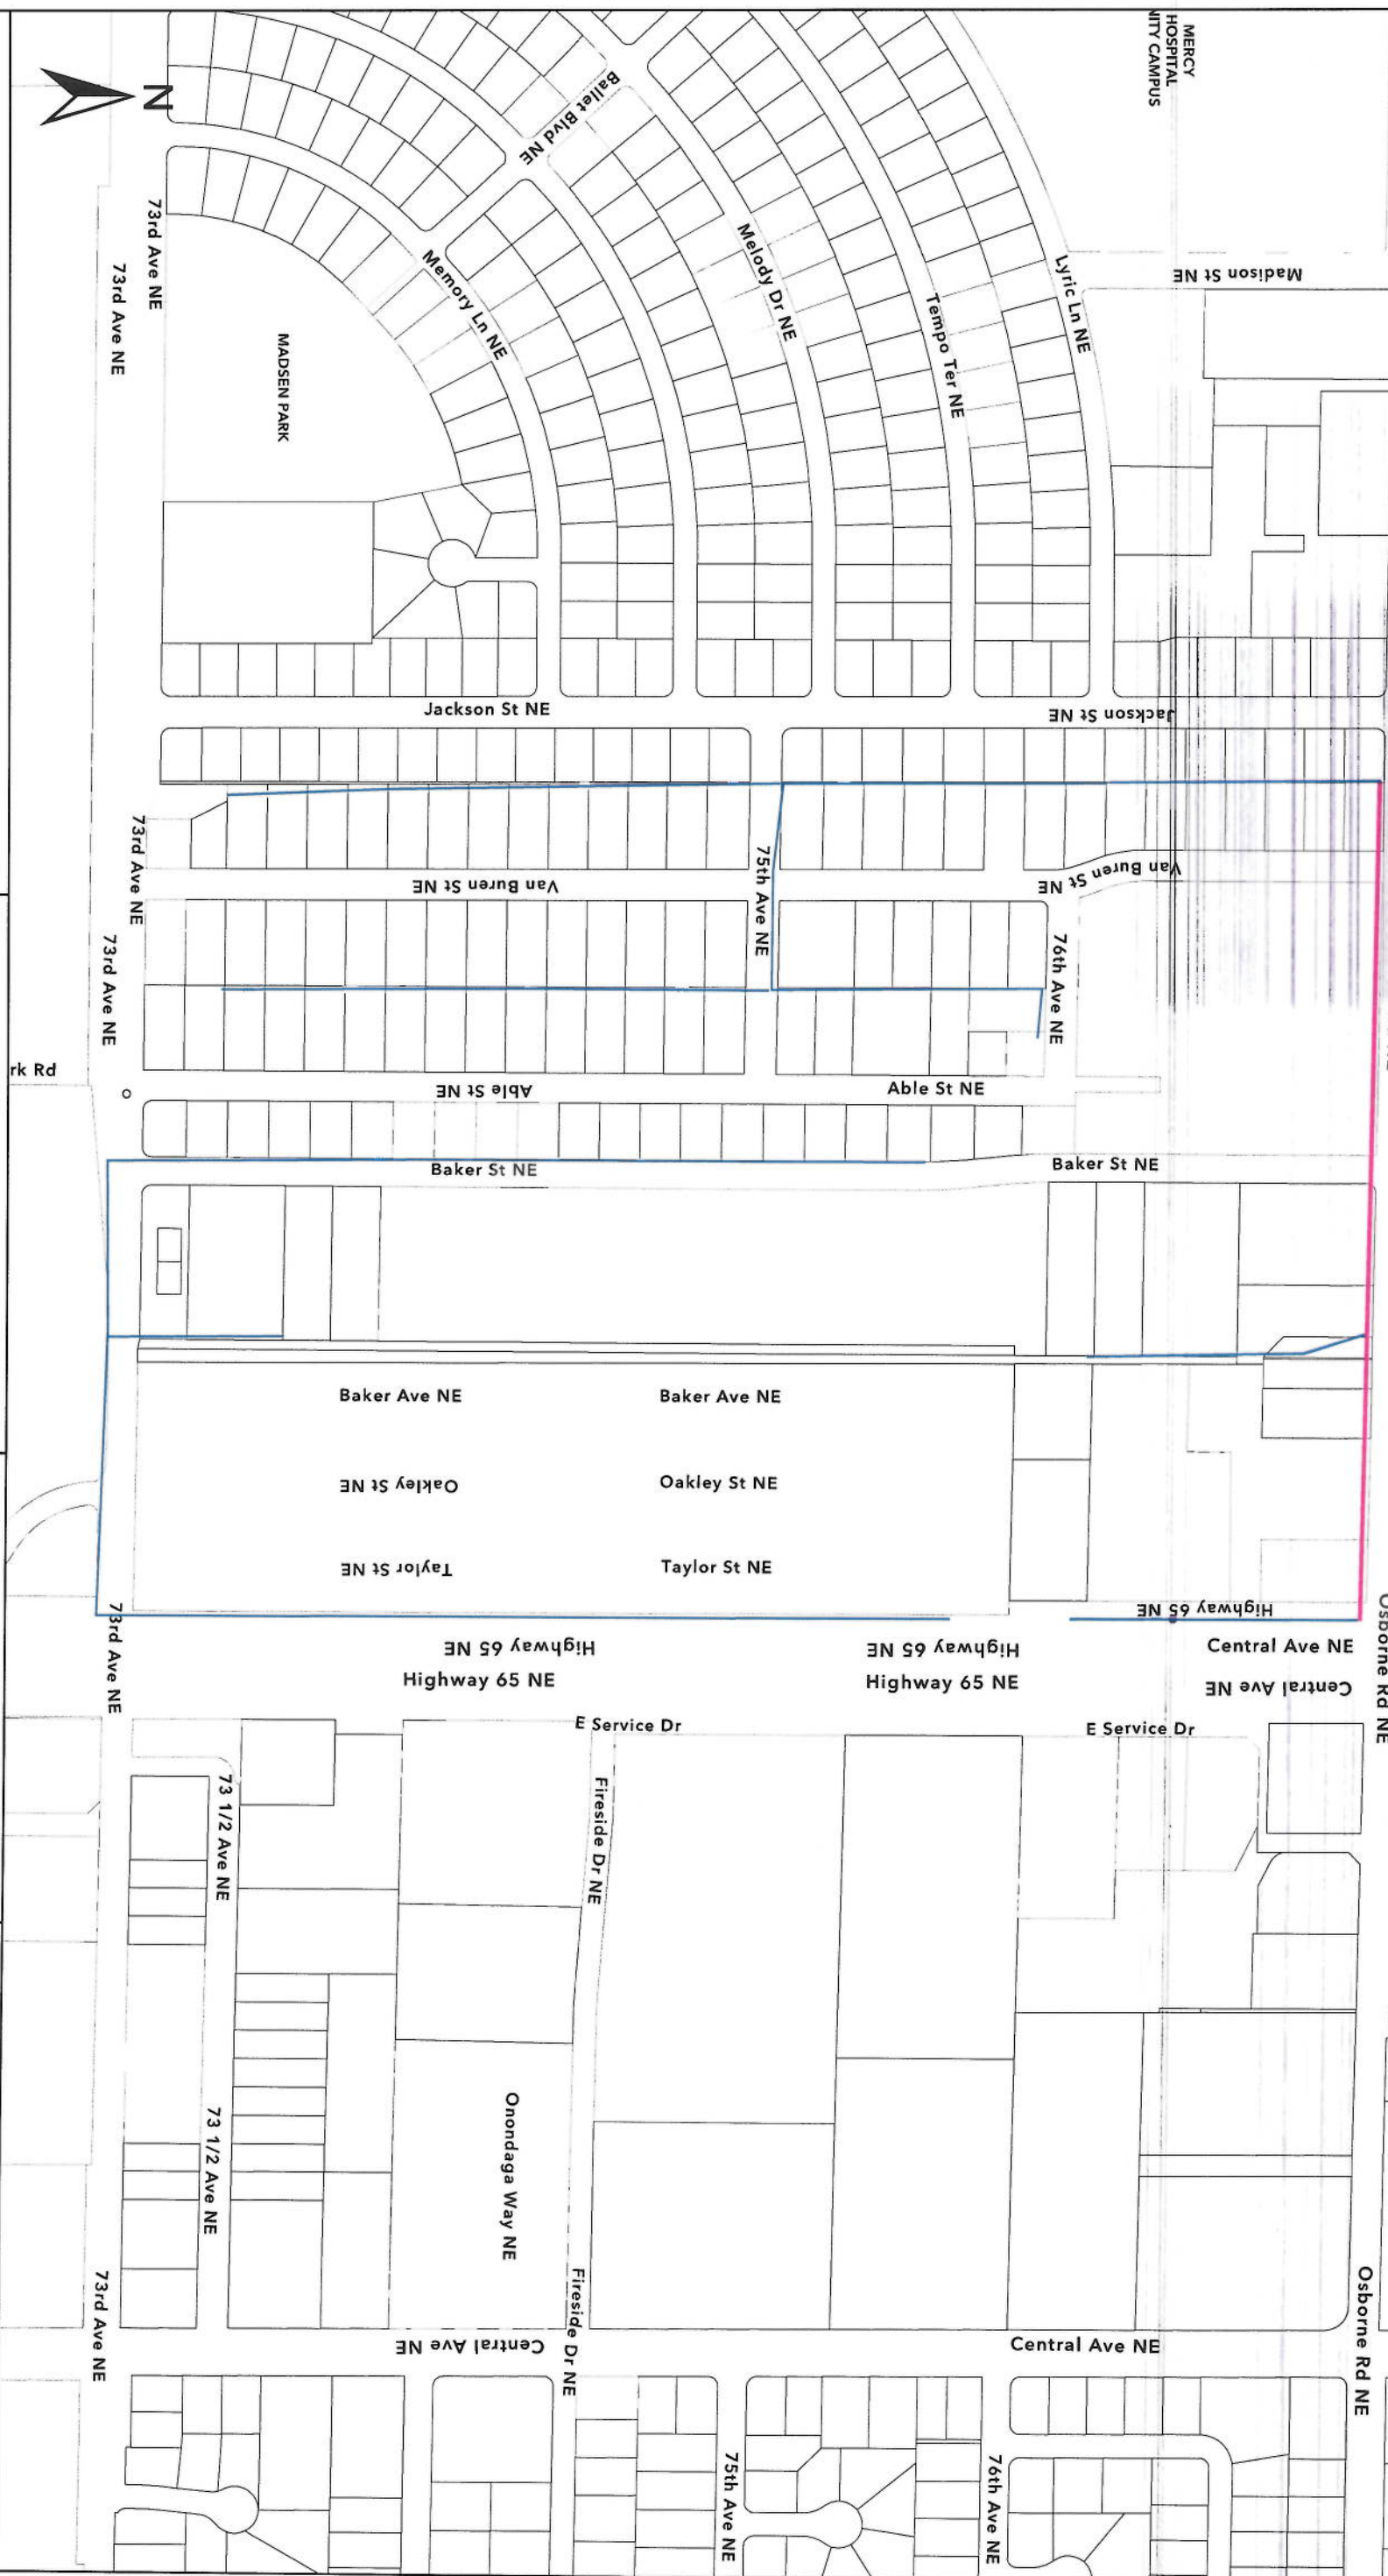 MERCY
HOSPITAL
NITY CAMPUS
N
Ballet Blvd NE
73rd Ave NE
73rd Ave NE
Memory Ln NE
Melody Dr NE
Tempo Ter NE
Lyric Ln NE
Madison St NE
MADSEN PARK
Jackson St NE
Jackson St NE
73rd Ave NE
75th Ave NE
Van Buren St NE
Van Buren St NE
73rd Ave NE
76th Ave NE
rk Rd
Able St NE
Able St NE
Baker St NE
Baker St NE
Baker Ave NE
Baker Ave NE
Oakley St NE
Oakley St NE
Taylor St NE
Taylor St NE
73rd Ave NE
Highway 65 NE
Osborne Rd NE
Highway 65 NE
Highway 65 NE
Central Ave NE
Highway 65 NE
Highway 65 NE
Central Ave NE
E Service Dr
E Service Dr
73 1/2 Ave NE
Fireside Dr NE
Onondaga Way NE
73 1/2 Ave NE
73rd Ave NE
Fireside Dr NE
Osborne Rd NE
Central Ave NE
Central Ave NE
75th Ave NE
76th Ave NE